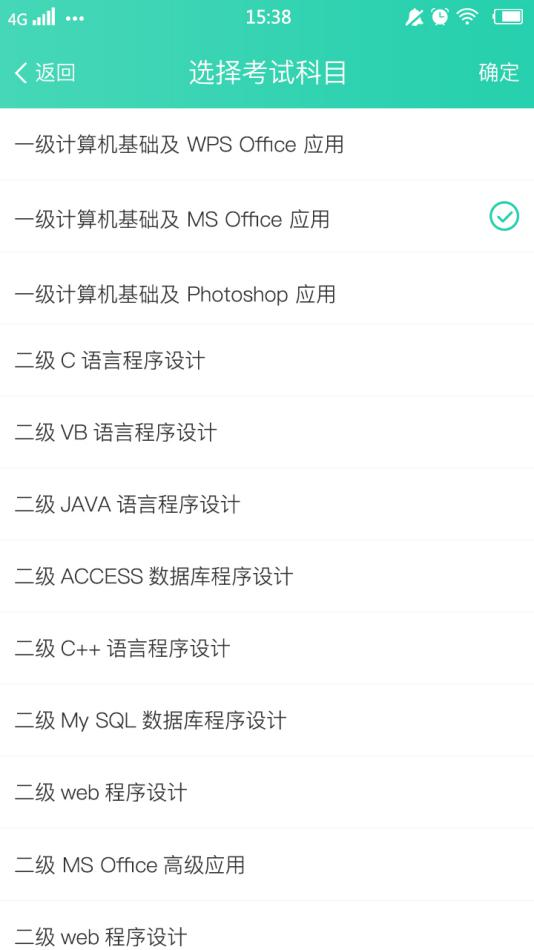 4G 15:38
返回 选择考试科目 确定
一级计算机基础及 WPS Office 应用
一级计算机基础及 MS Office 应用
一级计算机基础及 Photoshop 应用
二级 C 语言程序设计
二级 VB 语言程序设计
二级 JAVA 语言程序设计
二级 ACCESS 数据库程序设计
二级 C++ 语言程序设计
二级 My SQL 数据库程序设计
二级 web 程序设计
二级 MS Office 高级应用
二级 web 程序设计